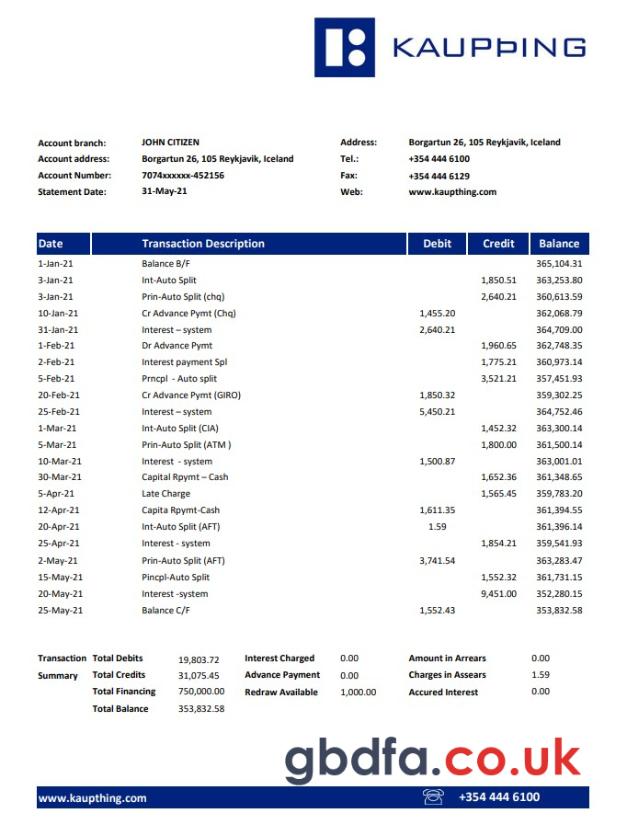 KAUPÞING
Account branch: JOHN CITIZEN Address: Borgartun 26, 105 Reykjavik, Iceland
Account address: Borgartun 26, 105 Reykjavik, Iceland Tel.: +354 444 6100
Account Number: 7074xxxxxx-452156 Fax: +354 444 6129
Statement Date: 31-May-21 Web: www.kaupthing.com
Date Transaction Description Debit Credit Balance
1-Jan-21 Balance B/F 365,104.31
3-Jan-21 Int-Auto Split 1,850.51 363,253.80
3-Jan-21 Prin-Auto Split (chq) 2,640.21 360,613.59
10-Jan-21 Cr Advance Pymt (Chq) 1,455.20 362,068.79
31-Jan-21 Interest – system 2,640.21 364,709.00
1-Feb-21 Dr Advance Pymt 1,960.65 362,748.35
2-Feb-21 Interest payment Spl 1,775.21 360,973.14
5-Feb-21 Prncpl - Auto split 3,521.21 357,451.93
20-Feb-21 Cr Advance Pymt (GIRO) 1,850.32 359,302.25
25-Feb-21 Interest – system 5,450.21 364,752.46
1-Mar-21 Int-Auto Split (CIA) 1,452.32 363,300.14
5-Mar-21 Prin-Auto Split (ATM ) 1,800.00 361,500.14
10-Mar-21 Interest - system 1,500.87 363,001.01
30-Mar-21 Capital Rpymt – Cash 1,652.36 361,348.65
5-Apr-21 Late Charge 1,565.45 359,783.20
12-Apr-21 Capita Rpymt-Cash 1,611.35 361,394.55
20-Apr-21 Int-Auto Split (AFT) 1.59 361,396.14
25-Apr-21 Interest - system 1,854.21 359,541.93
2-May-21 Prin-Auto Split (AFT) 3,741.54 363,283.47
15-May-21 Pincpl-Auto Split 1,552.32 361,731.15
20-May-21 Interest -system 9,451.00 352,280.15
25-May-21 Balance C/F 1,552.43 353,832.58
Transaction Total Debits 19,803.72 Interest Charged 0.00 Amount in Arrears 0.00
Summary Total Credits 31,075.45 Advance Payment 0.00 Charges in Assears 1.59
Total Financing 750,000.00 Redraw Available 1,000.00 Accured Interest 0.00
Total Balance 353,832.58
gbdfa.co.uk
www.kaupthing.com +354 444 6100